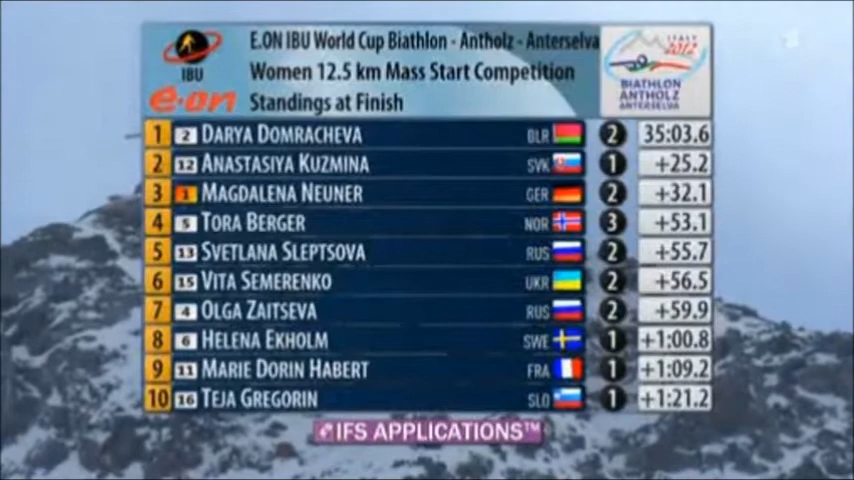 E.ON IBU World Cup Biathlon - Antholz - Anterselva
IBU
Women 12.5 km Mass Start Competition
e·on
Standings at Finish
ITALY
2012
BIATHLON
ANTHOLZ
ANTERSELVA
1 2 DARYA DOMRACHEVA BLR 2 35:03.6
2 12 ANASTASIYA KUZMINA SVK 1 +25.2
3 1 MAGDALENA NEUNER GER 2 +32.1
4 5 TORA BERGER NOR 3 +53.1
5 13 SVETLANA SLEPTSOVA RUS 2 +55.7
6 15 VITA SEMERENKO UKR 2 +56.5
7 4 OLGA ZAITSEVA RUS 2 +59.9
8 6 HELENA EKHOLM SWE 1 +1:00.8
9 11 MARIE DORIN HABERT FRA 1 +1:09.2
10 16 TEJA GREGORIN SLO 1 +1:21.2
IFS APPLICATIONS™